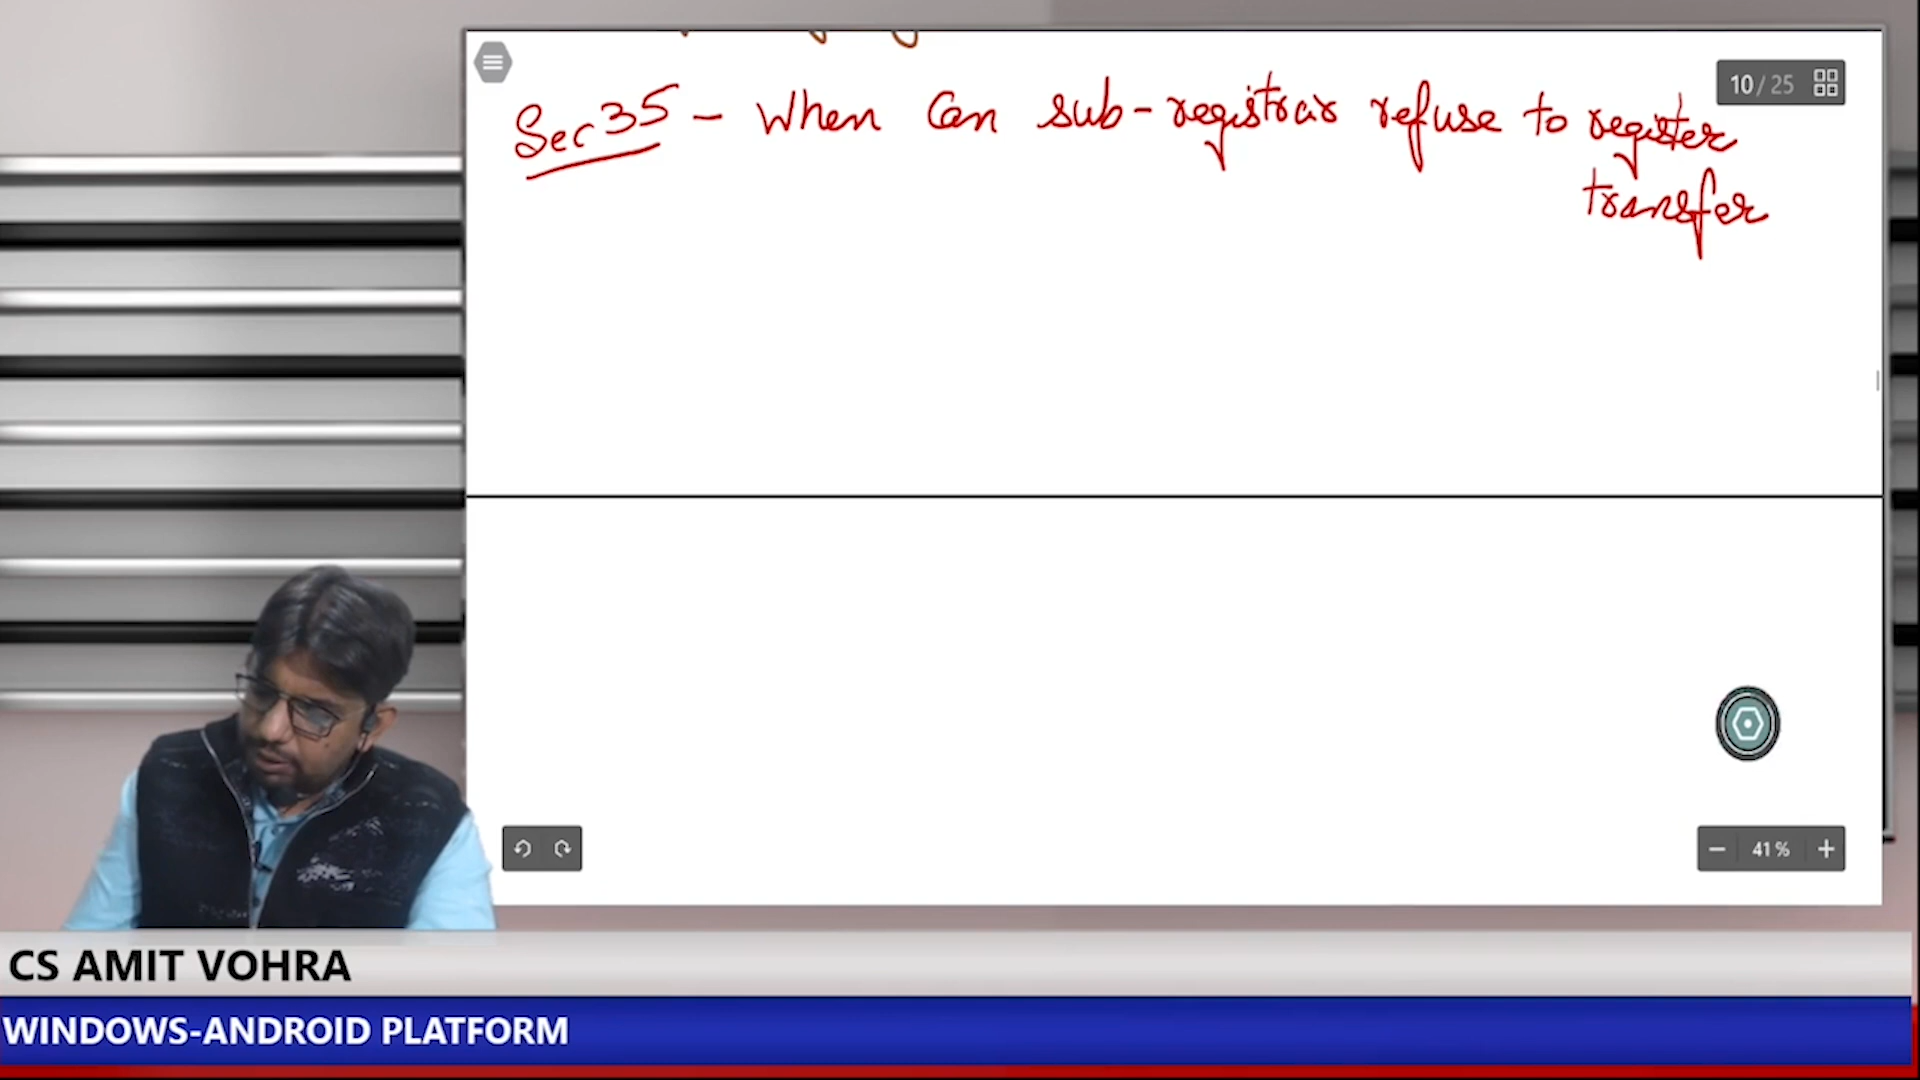 Sec 35 - When Can sub-registrar refuse to register
transfer
10/25
41%
CS AMIT VOHRA
WINDOWS-ANDROID PLATFORM